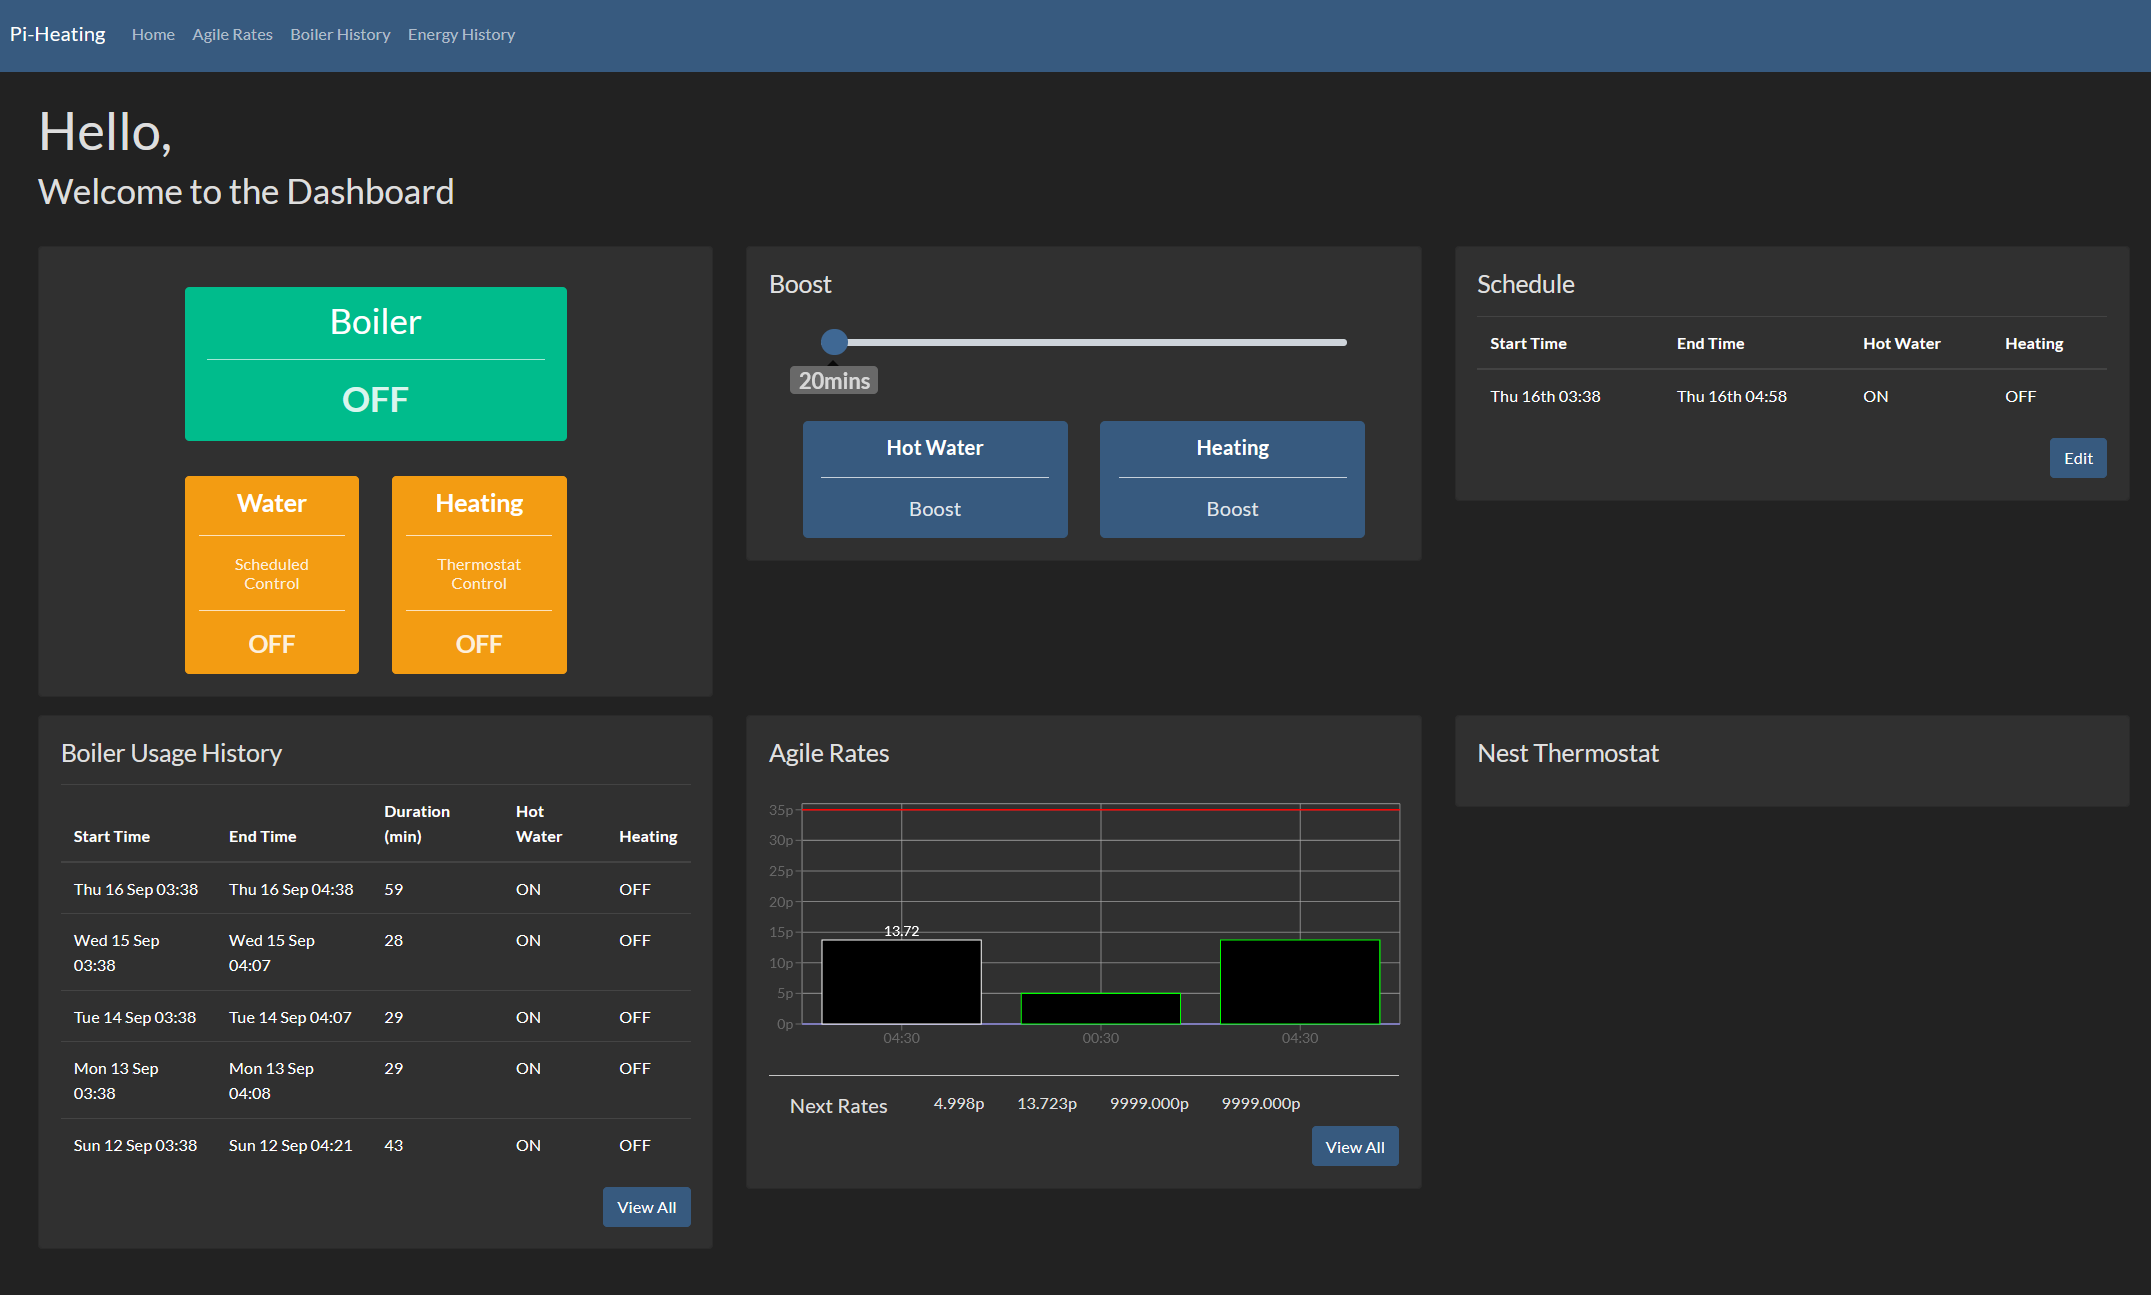 Pi-Heating Home Agile Rates Boiler History Energy History
Hello,
Welcome to the Dashboard
Boiler
OFF
Water
Scheduled
Control
OFF
Heating
Thermostat
Control
OFF
Boost
20mins
Hot Water
Boost
Heating
Boost
Schedule
Start Time End Time Hot Water Heating
Thu 16th 03:38 Thu 16th 04:58 ON OFF
Edit
Boiler Usage History
Start Time End Time Duration (min) Hot Water Heating
Thu 16 Sep 03:38 Thu 16 Sep 04:38 59 ON OFF
Wed 15 Sep 03:38 Wed 15 Sep 04:07 28 ON OFF
Tue 14 Sep 03:38 Tue 14 Sep 04:07 29 ON OFF
Mon 13 Sep 03:38 Mon 13 Sep 04:08 29 ON OFF
Sun 12 Sep 03:38 Sun 12 Sep 04:21 43 ON OFF
View All
Agile Rates
35p
30p
25p
20p
15p
10p
5p
0p
13.72
04:30 00:30 04:30
Next Rates 4.998p 13.723p 9999.000p 9999.000p
View All
Nest Thermostat